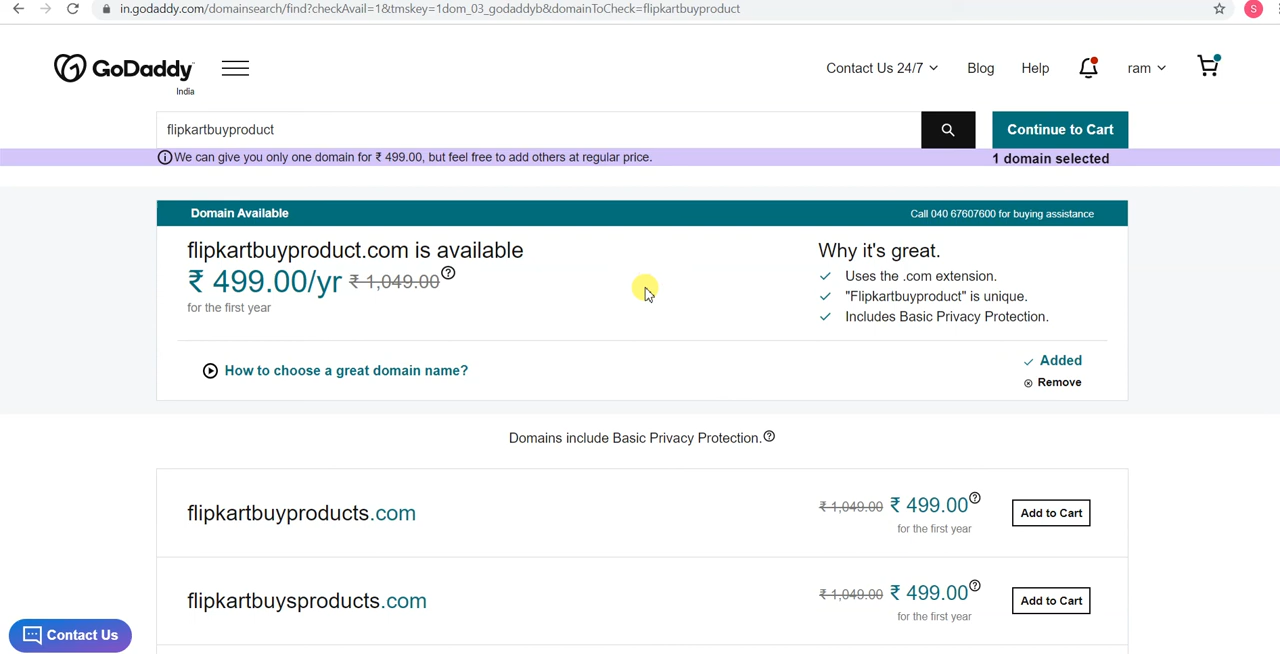 in.godaddy.com/domainsearch/find?checkAvail=1&tmskey=1dom_03_godaddyb&domainToCheck=flipkartbuyproduct
S
GoDaddy
India
Contact Us 24/7
Blog
Help
ram
flipkartbuyproduct
Continue to Cart
We can give you only one domain for ₹ 499.00, but feel free to add others at regular price.
1 domain selected
Domain Available
Call 040 67607600 for buying assistance
flipkartbuyproduct.com is available
₹ 499.00/yr ₹ 1,049.00
for the first year
Why it's great.
Uses the .com extension.
"Flipkartbuyproduct" is unique.
Includes Basic Privacy Protection.
How to choose a great domain name?
Added
Remove
Domains include Basic Privacy Protection.
flipkartbuyproducts.com
₹ 1,049.00 ₹ 499.00
for the first year
Add to Cart
flipkartbuysproducts.com
₹ 1,049.00 ₹ 499.00
for the first year
Add to Cart
Contact Us